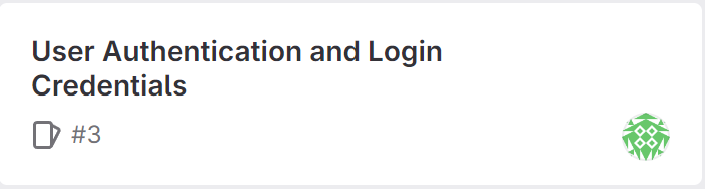 User Authentication and Login
Credentials
#3